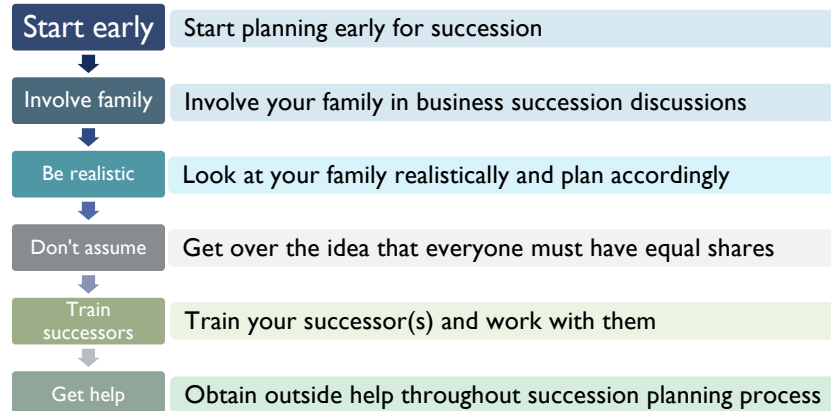 Start early
Start planning early for succession
Involve family
Involve your family in business succession discussions
Be realistic
Look at your family realistically and plan accordingly
Don't assume
Get over the idea that everyone must have equal shares
Train
successors
Train your successor(s) and work with them
Get help
Obtain outside help throughout succession planning process